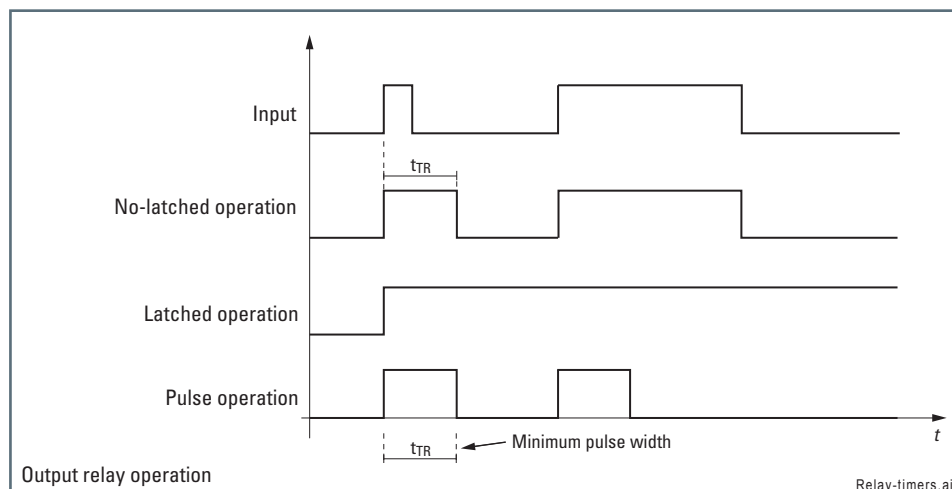 Input
tTR
No-latched operation
Latched operation
Pulse operation
t
tTR
Minimum pulse width
Output relay operation
Relay-timers.ai